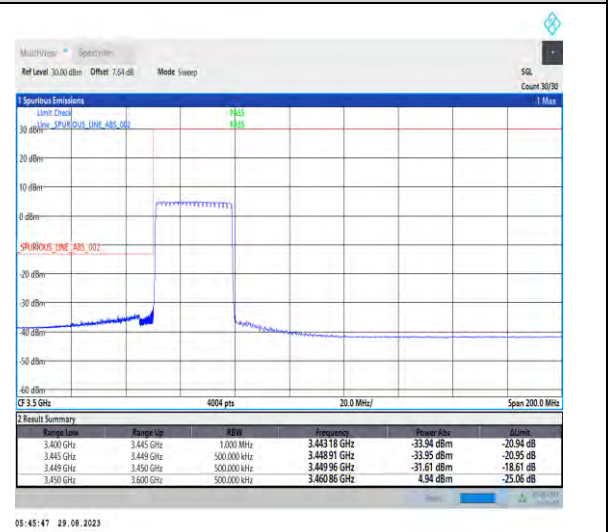 MultiView Spectrum
Ref Level 30.00 dBm Offset 7.64 dB Mode Sweep SGL
Count 30/30
1 Spurious Emissions 1 Max
Limit Check PASS
Line _SPURIOUS_LINE_ABS_002 PASS
30 dBm
20 dBm
10 dBm
0 dBm
_SPURIOUS_LINE_ABS_002
-20 dBm
-30 dBm
-40 dBm
-50 dBm
-60 dBm
CF 3.5 GHz 4004 pts 20.0 MHz/ Span 200.0 MHz
2 Result Summary
Range Low Range Up RBW Frequency Power Abs ΔLimit
3.400 GHz 3.445 GHz 1.000 MHz 3.443 18 GHz -33.94 dBm -20.94 dB
3.445 GHz 3.449 GHz 500.000 kHz 3.448 91 GHz -33.95 dBm -20.95 dB
3.449 GHz 3.450 GHz 500.000 kHz 3.449 96 GHz -31.61 dBm -18.61 dB
3.450 GHz 3.600 GHz 500.000 kHz 3.460 86 GHz 4.94 dBm -25.06 dB
05:45:47 29.08.2023